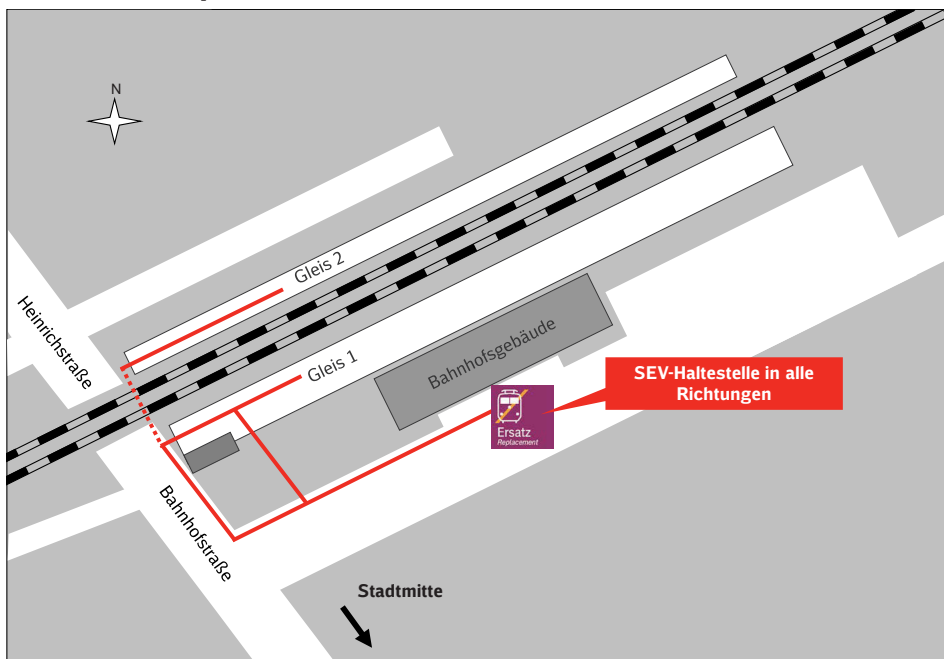 N
Gleis 2
Heinrichstraße
Gleis 1
Bahnhofsgebäude
SEV-Haltestelle in alle
Richtungen
Ersatz
Replacement
Bahnhofstraße
Stadtmitte